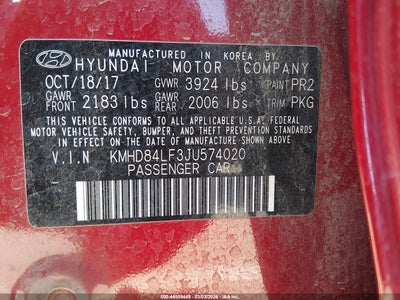 MANUFACTURED IN KOREA BY:
HYUNDAI MOTOR COMPANY
OCT/18/17 GVWR 3924 lbs PAINT PR2
GAWR FRONT 2183 lbs GAWR REAR 2006 lbs TRIM PKG
THIS VEHICLE CONFORMS TO ALL APPLICABLE U.S. FEDERAL
MOTOR VEHICLE SAFETY, BUMPER, AND THEFT PREVENTION
STANDARDS IN EFFECT ON THE DATE OF MANUFACTURE
SHOWN ABOVE.
V.I.N KMHD84LF3JU574020
PASSENGER CAR